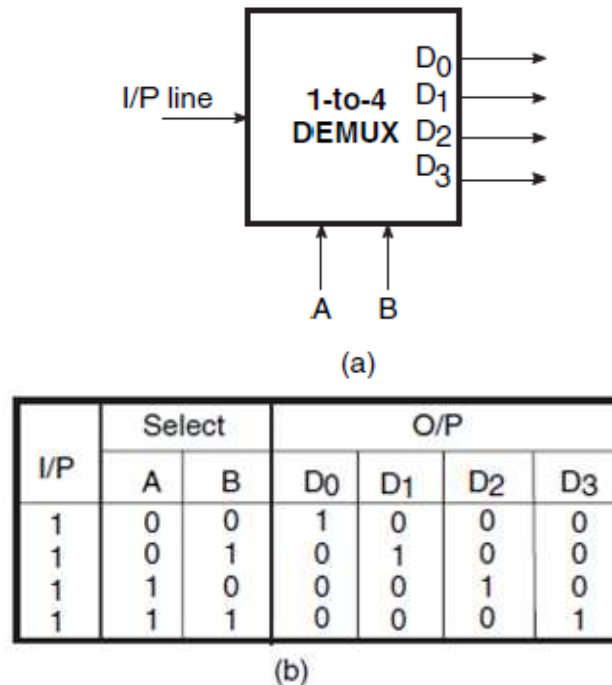 I/P line
1-to-4
DEMUX
D0
D1
D2
D3
A B
(a)
I/P Select O/P
A B D0 D1 D2 D3
1 0 0 1 0 0 0
1 0 1 0 1 0 0
1 1 0 0 0 1 0
1 1 1 0 0 0 1
(b)